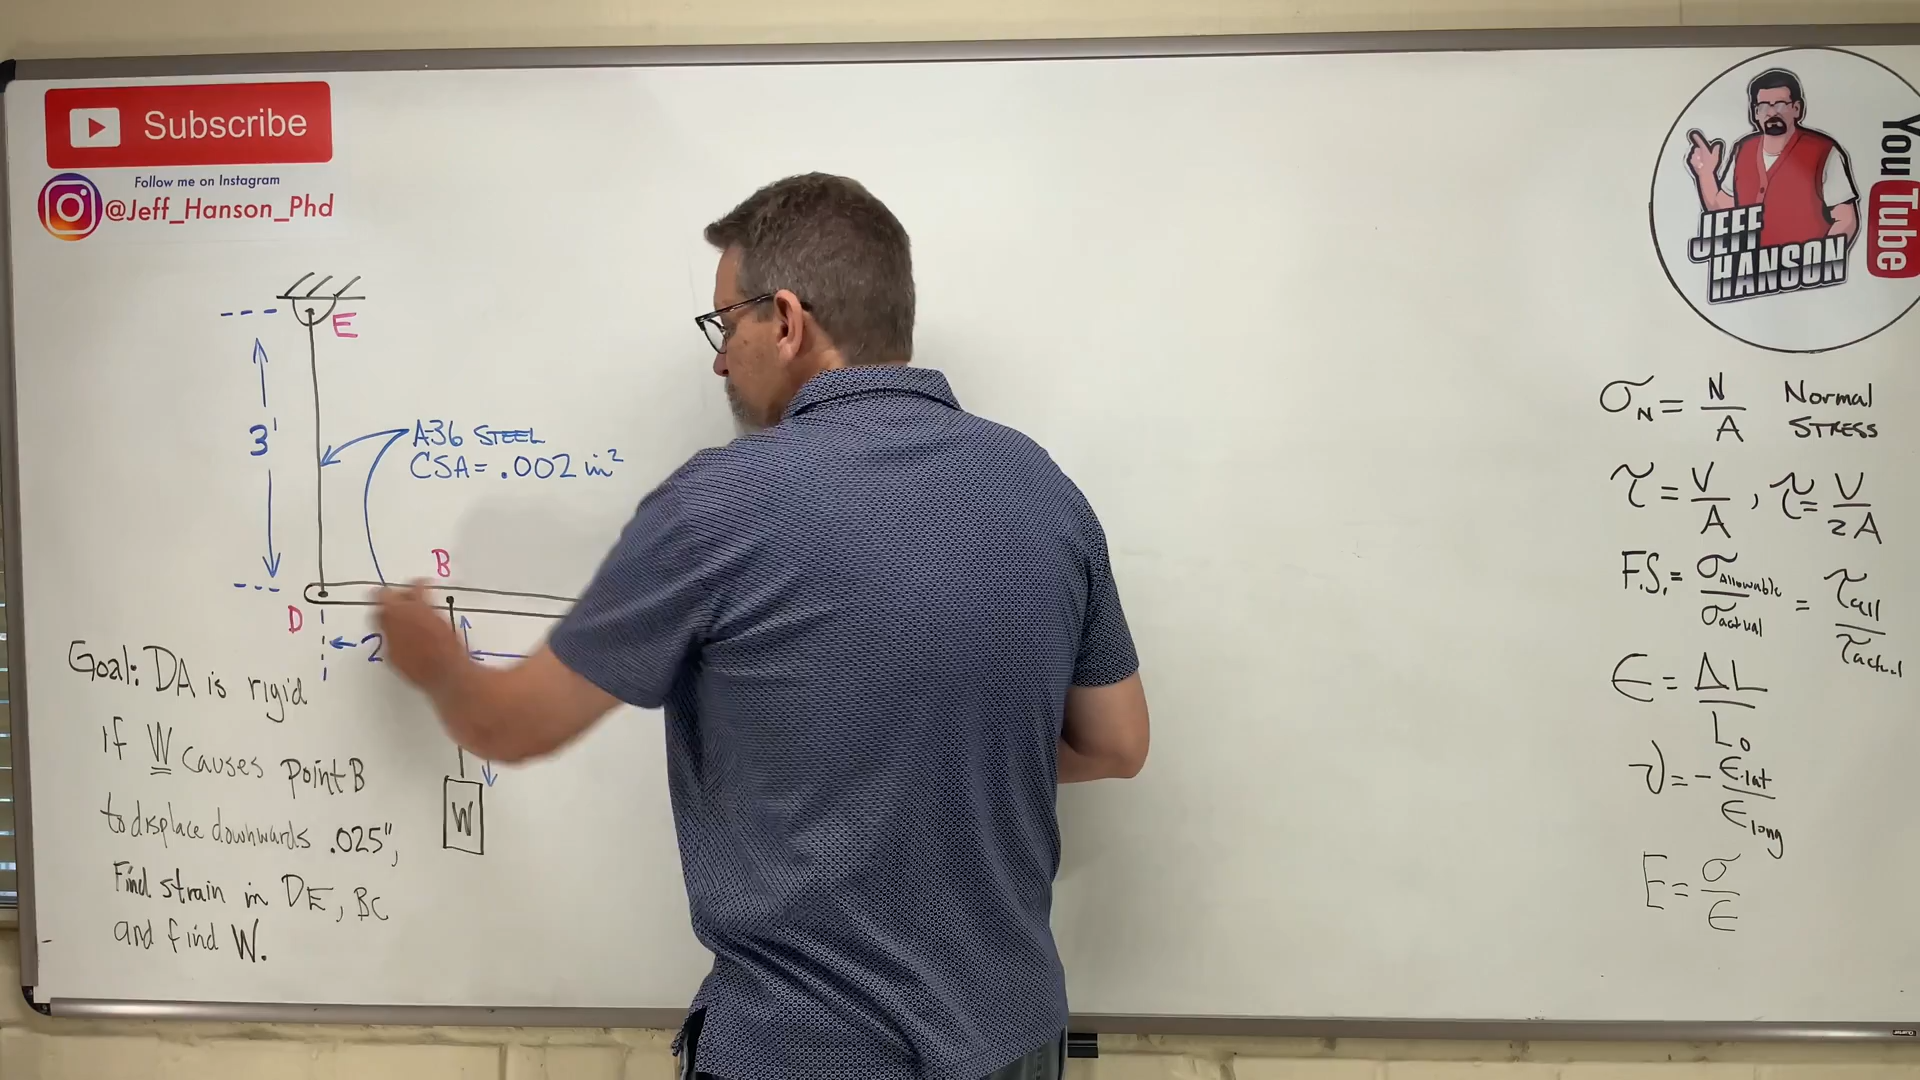 Subscribe
Follow me on Instagram
@Jeff_Hanson_Phd
E
3'
A-36 STEEL
CSA = .002 in²
B
D
2
W
Goal: DA is rigid
if W causes point B
to displace downwards .025",
Find strain in DE, BC
and find W.
YouTube
JEFF
HANSON
σN = N/A Normal
STRESS
τ = V/A , τ = V/2A
F.S. = σAllowable/σactual = τall/τactual
ϵ = ΔL/L₀
ν = - ϵlat/ϵlong
E = σ/ϵ